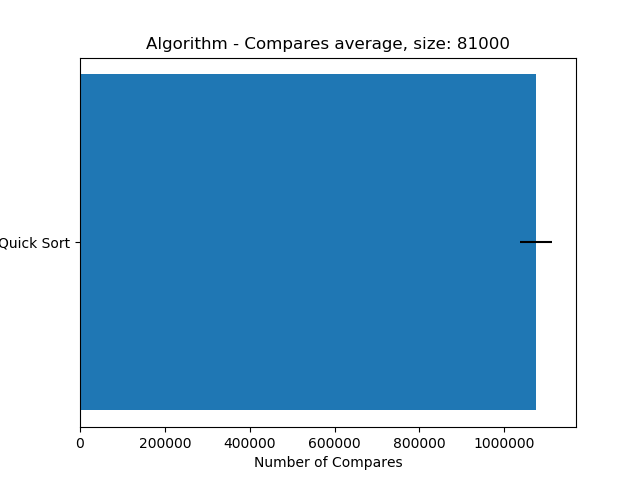 Algorithm - Compares average, size: 81000
Quick Sort
0 200000 400000 600000 800000 1000000
Number of Compares